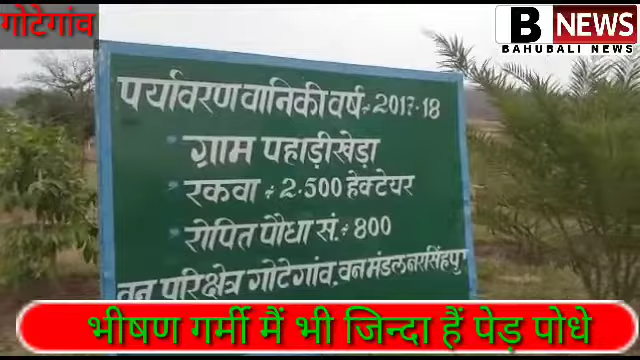 गोटेगांव
B NEWS
BAHUBALI NEWS
पर्यावरण वानिकी वर्ष÷2017-18
ग्राम पहाड़ीखेड़ा
रकवा ÷ 2.500 हैक्टेयर
रोपित पौधा सं.÷ 800
वन परिक्षेत्र गोटेगांव, वन मंडल नरसिंहपु
भीषण गर्मी मैं भी जिन्दा हैं पेड़ पोधे